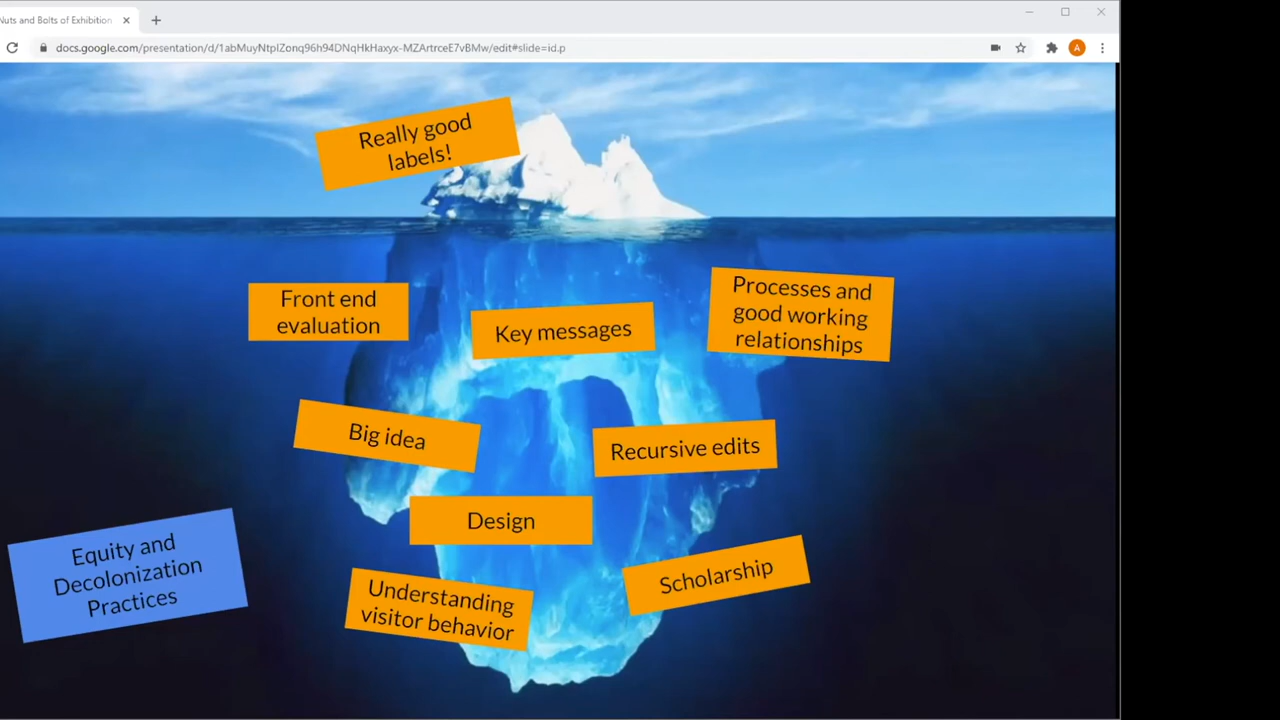 Nuts and Bolts of Exhibition
docs.google.com/presentation/d/1abMuyNtpIZonq96h94DNqHkHaxyx-MZArtrceE7vBMw/edit#slide=id.p
A
Really good
labels!
Front end
evaluation
Key messages
Processes and
good working
relationships
Big idea
Recursive edits
Design
Equity and
Decolonization
Practices
Understanding
visitor behavior
Scholarship